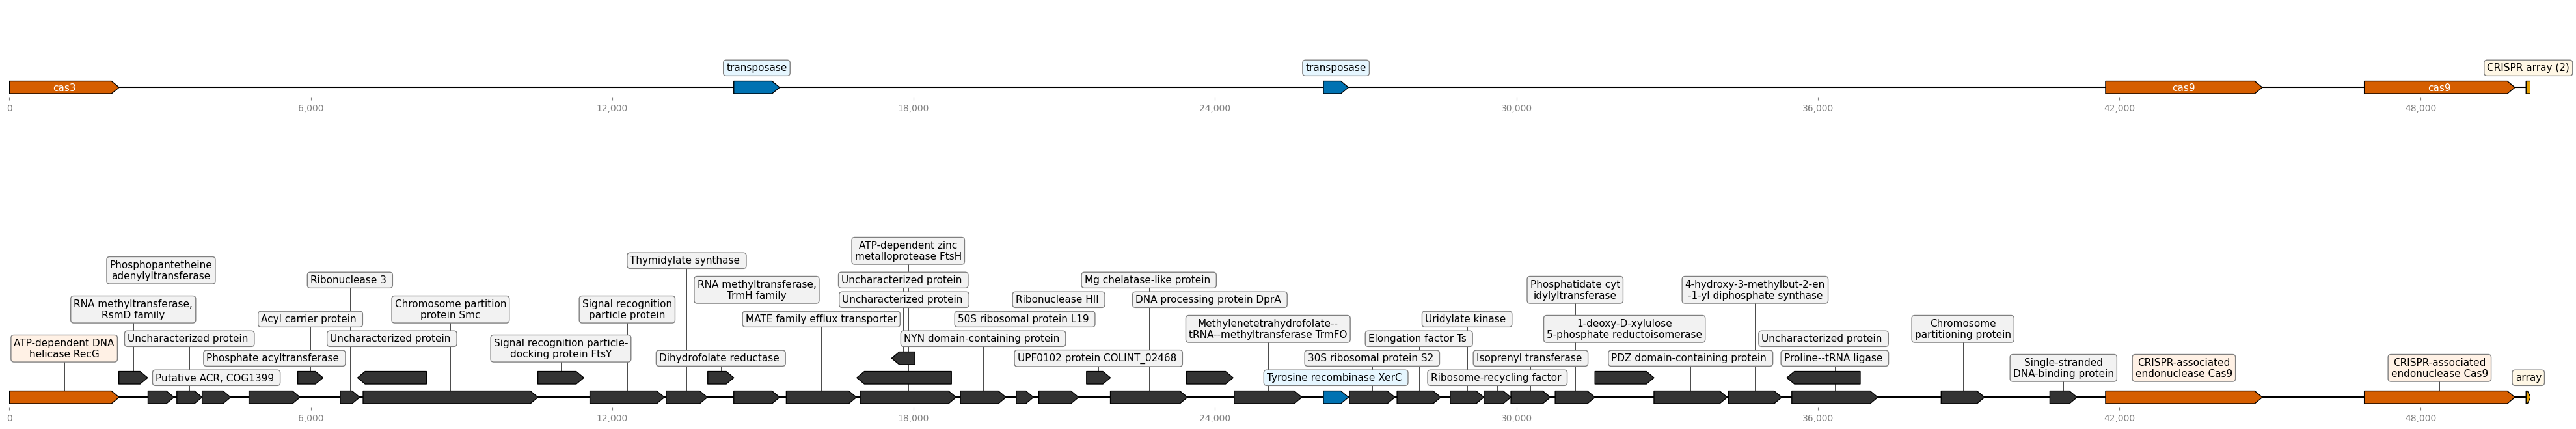 transposase
transposase
CRISPR array (2)
cas3
cas9
cas9
0
6,000
12,000
18,000
24,000
30,000
36,000
42,000
48,000
ATP-dependent zinc
metalloprotease FtsH
Thymidylate synthase
Phosphopantetheine
adenylyltransferase
Ribonuclease 3
RNA methyltransferase,
TrmH family
Uncharacterized protein
Mg chelatase-like protein
Phosphatidate cyt
idylyltransferase
4-hydroxy-3-methylbut-2-en
-1-yl diphosphate synthase
RNA methyltransferase,
RsmD family
Chromosome partition
protein Smc
Signal recognition
particle protein
Uncharacterized protein
Ribonuclease HII
DNA processing protein DprA
Acyl carrier protein
MATE family efflux transporter
50S ribosomal protein L19
Methylenetetrahydrofolate--
tRNA--methyltransferase TrmFO
Uridylate kinase
1-deoxy-D-xylulose
5-phosphate reductoisomerase
Chromosome
partitioning protein
Uncharacterized protein
Uncharacterized protein
NYN domain-containing protein
Elongation factor Ts
Uncharacterized protein
ATP-dependent DNA
helicase RecG
Phosphate acyltransferase
Signal recognition particle-
docking protein FtsY
Dihydrofolate reductase
UPF0102 protein COLINT_02468
30S ribosomal protein S2
Isoprenyl transferase
PDZ domain-containing protein
Proline--tRNA ligase
Single-stranded
DNA-binding protein
CRISPR-associated
endonuclease Cas9
CRISPR-associated
endonuclease Cas9
Putative ACR, COG1399
Tyrosine recombinase XerC
Ribosome-recycling factor
array
0
6,000
12,000
18,000
24,000
30,000
36,000
42,000
48,000